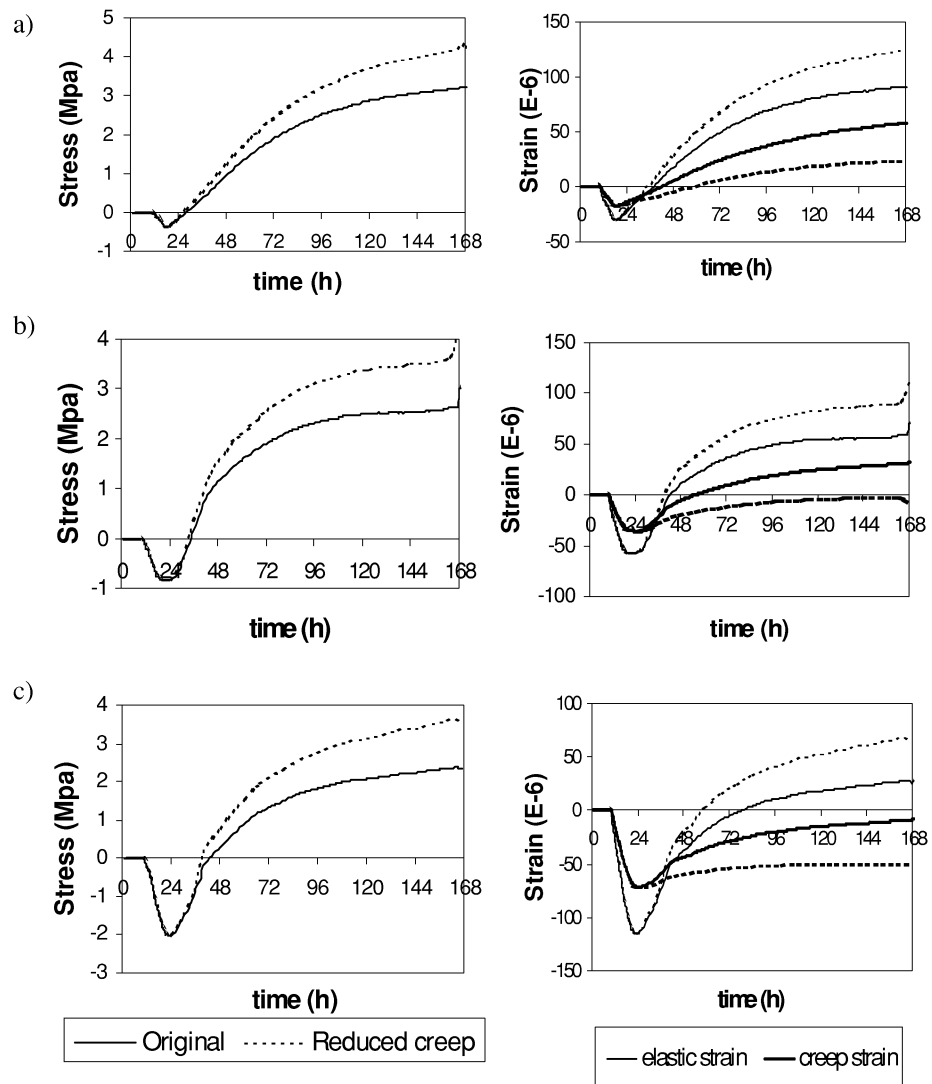 a)
Stress (Mpa)
5
4
3
2
1
0
-1
0 24 48 72 96 120 144 168
time (h)
Strain (E-6)
150
100
50
0
-50
0 24 48 72 96 120 144 168
time (h)
b)
Stress (Mpa)
4
3
2
1
0
-1
0 24 48 72 96 120 144 168
time (h)
Strain (E-6)
150
100
50
0
-50
-100
0 24 48 72 96 120 144 168
time (h)
c)
Stress (Mpa)
4
3
2
1
0
-1
-2
-3
0 24 48 72 96 120 144 168
time (h)
Strain (E-6)
100
50
0
-50
-100
-150
0 24 48 72 96 120 144 168
time (h)
Original Reduced creep
elastic strain creep strain